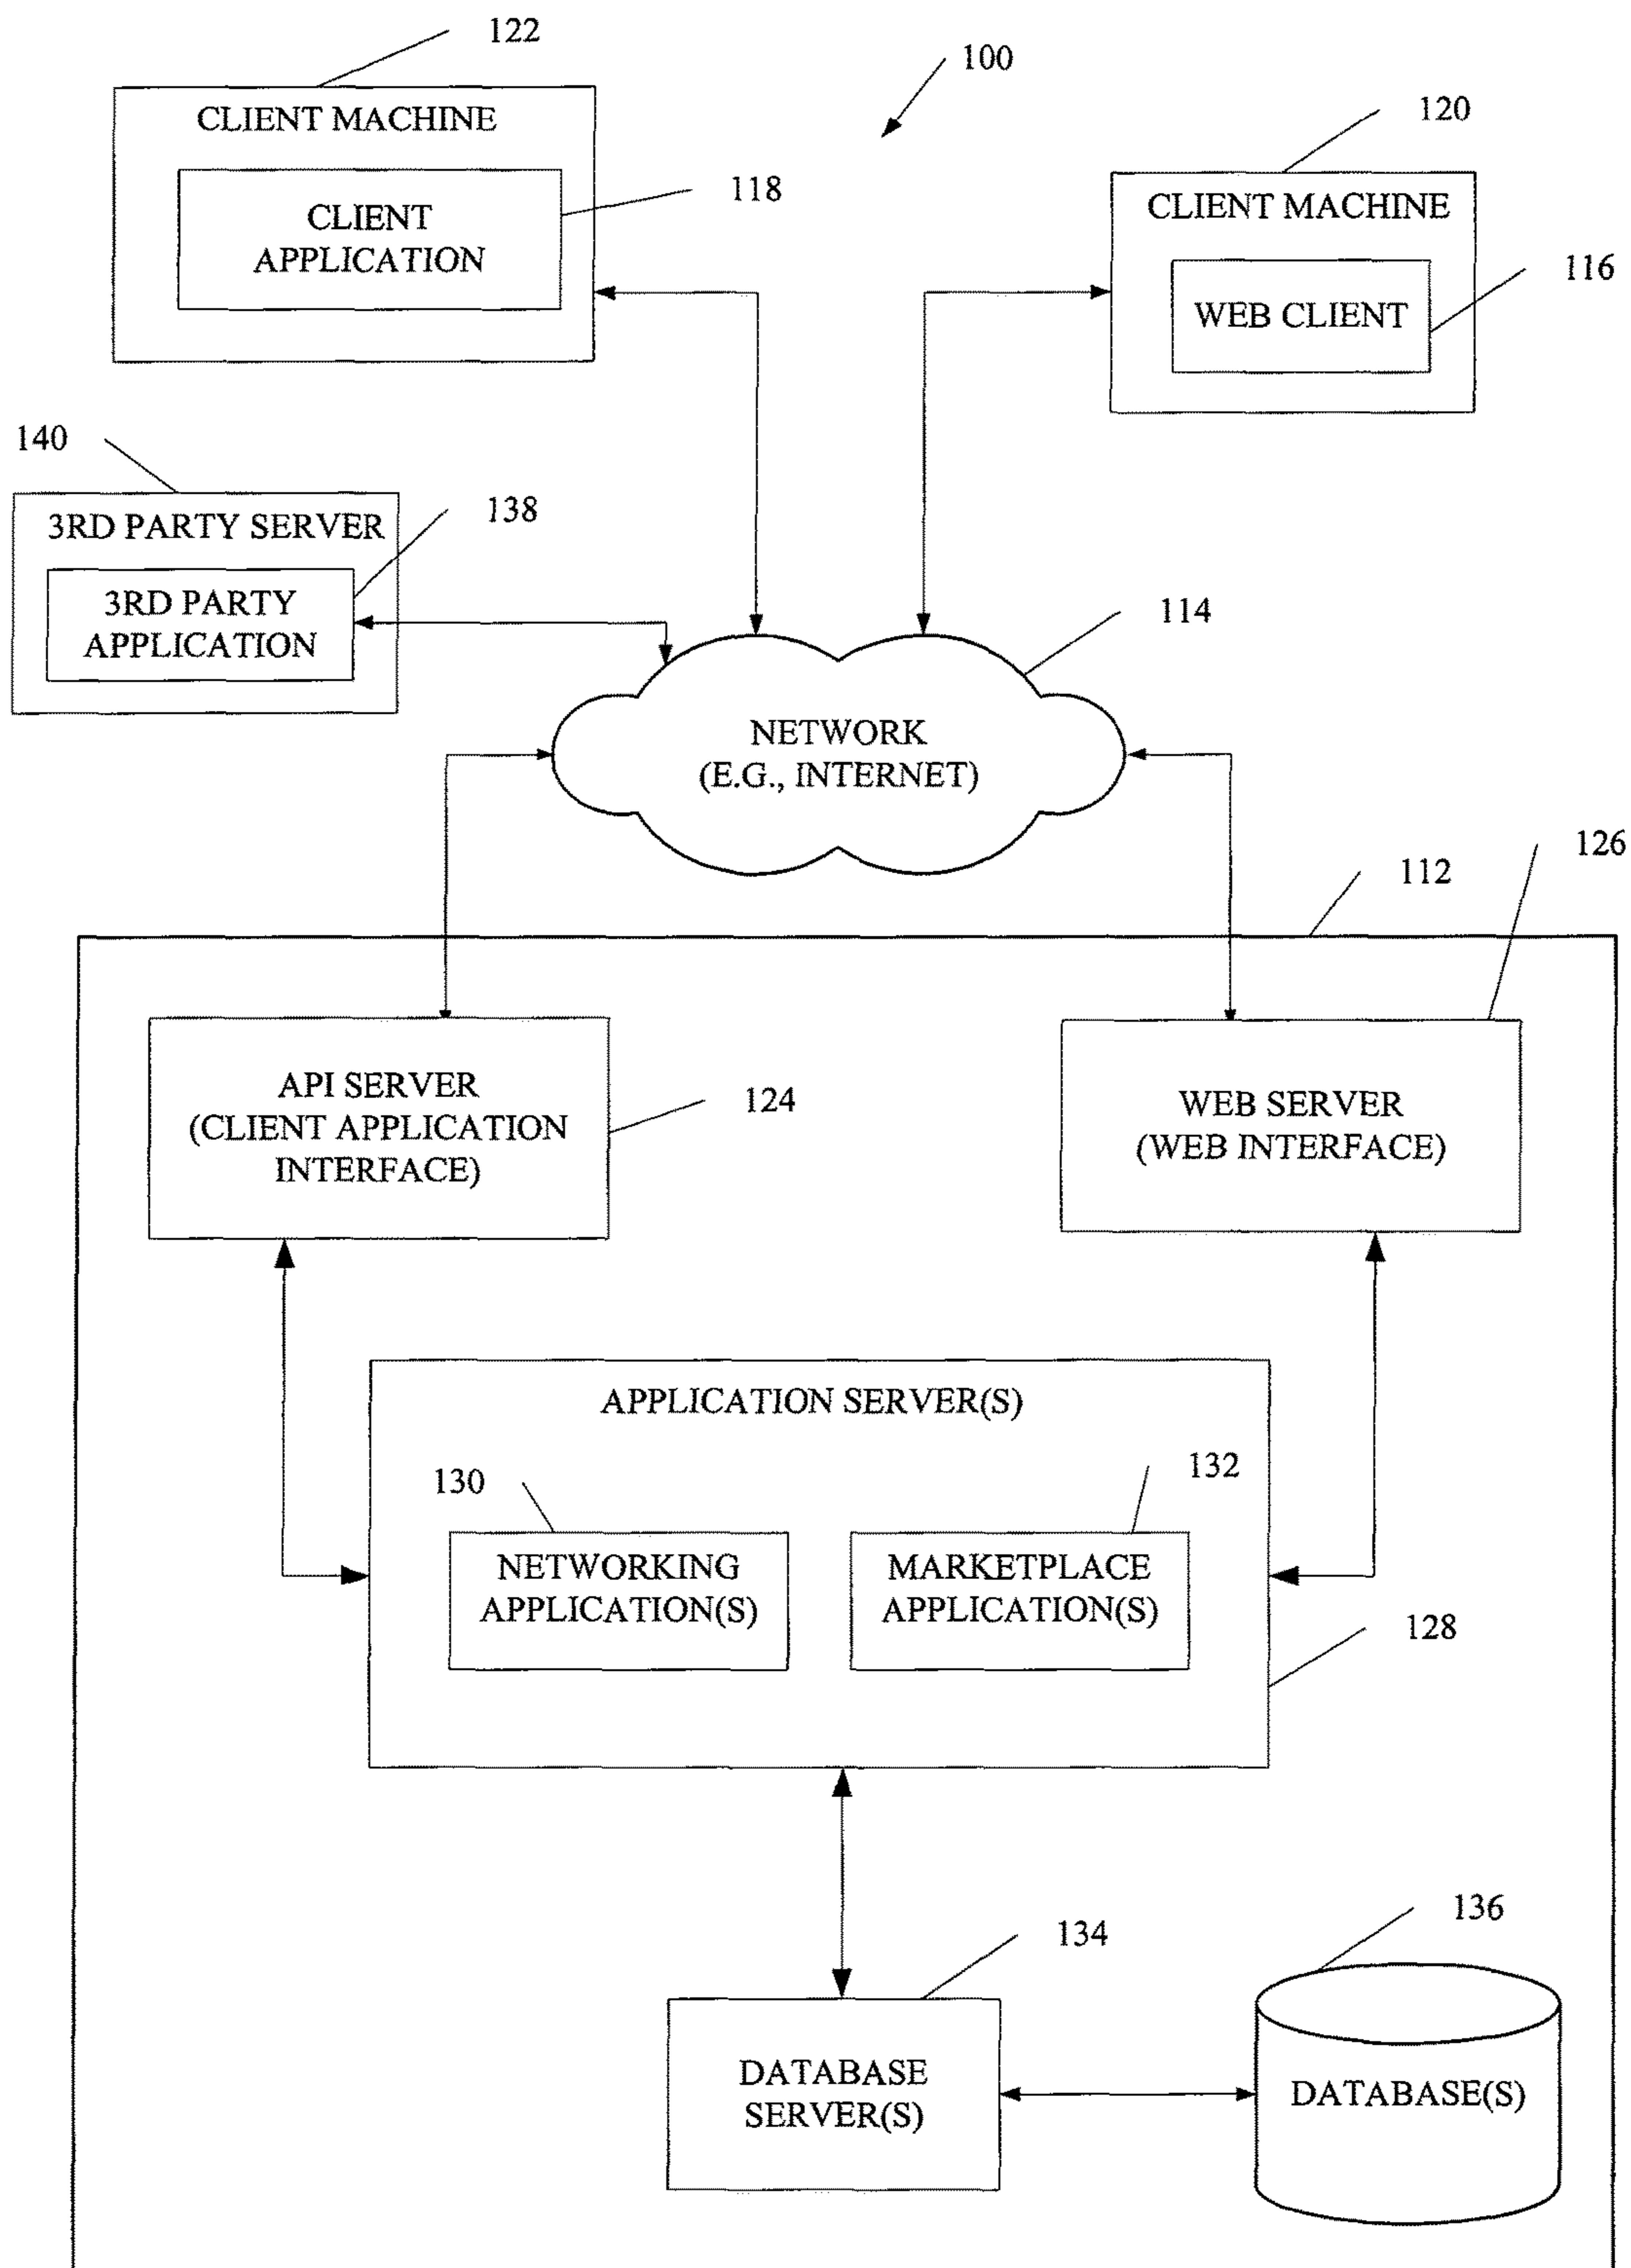 122
100
CLIENT MACHINE
120
118
CLIENT
APPLICATION
CLIENT MACHINE
116
WEB CLIENT
140
138
3RD PARTY SERVER
3RD PARTY
APPLICATION
114
NETWORK
(E.G., INTERNET)
126
112
API SERVER
(CLIENT APPLICATION
INTERFACE)
124
WEB SERVER
(WEB INTERFACE)
APPLICATION SERVER(S)
130
132
NETWORKING
APPLICATION(S)
MARKETPLACE
APPLICATION(S)
128
134
136
DATABASE
SERVER(S)
DATABASE(S)